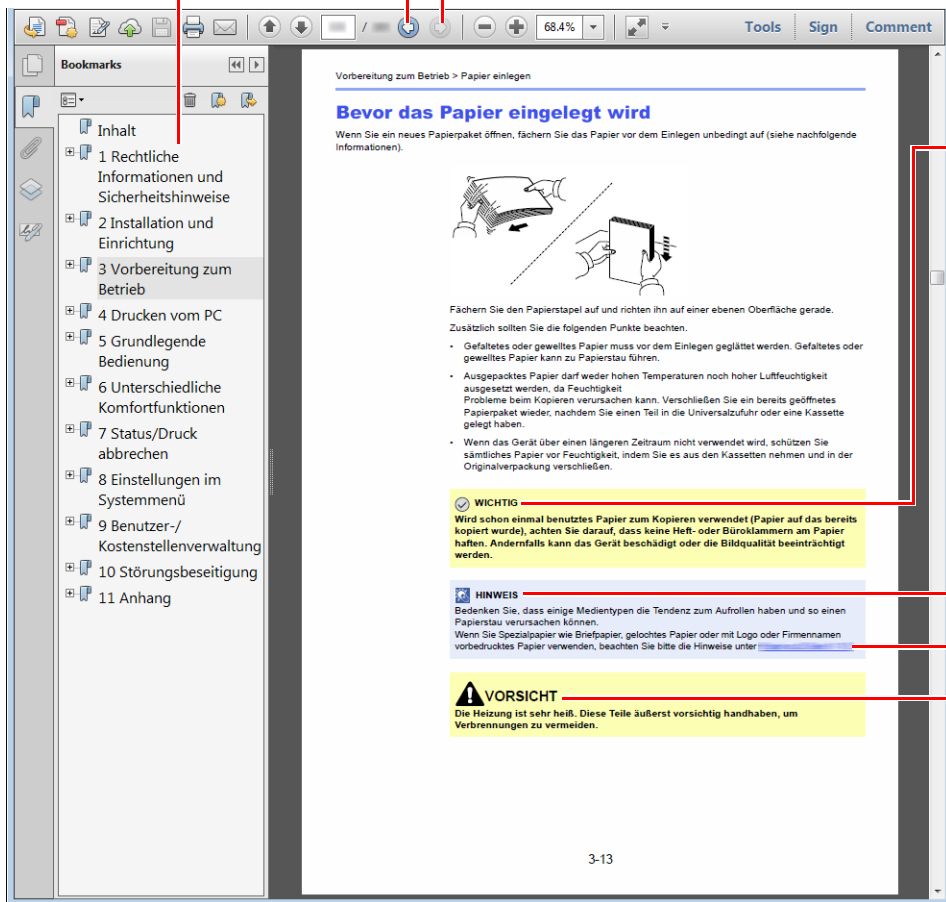 /
68.4%
Tools
Sign
Comment
Bookmarks
Inhalt
1 Rechtliche
Informationen und
Sicherheitshinweise
2 Installation und
Einrichtung
3 Vorbereitung zum
Betrieb
4 Drucken vom PC
5 Grundlegende
Bedienung
6 Unterschiedliche
Komfortfunktionen
7 Status/Druck
abbrechen
8 Einstellungen im
Systemmenü
9 Benutzer-/
Kostenstellenverwaltung
10 Störungsbeseitigung
11 Anhang
Vorbereitung zum Betrieb > Papier einlegen
Bevor das Papier eingelegt wird
Wenn Sie ein neues Papierpaket öffnen, fächern Sie das Papier vor dem Einlegen unbedingt auf (siehe nachfolgende
Informationen).
Fächern Sie den Papierstapel auf und richten ihn auf einer ebenen Oberfläche gerade.
Zusätzlich sollten Sie die folgenden Punkte beachten.
• Gefaltetes oder gewelltes Papier muss vor dem Einlegen geglättet werden. Gefaltetes oder
gewelltes Papier kann zu Papierstau führen.
• Ausgepacktes Papier darf weder hohen Temperaturen noch hoher Luftfeuchtigkeit
ausgesetzt werden, da Feuchtigkeit
Probleme beim Kopieren verursachen kann. Verschließen Sie ein bereits geöffnetes
Papierpaket wieder, nachdem Sie einen Teil in die Universalzufuhr oder eine Kassette
gelegt haben.
• Wenn das Gerät über einen längeren Zeitraum nicht verwendet wird, schützen Sie
sämtliches Papier vor Feuchtigkeit, indem Sie es aus den Kassetten nehmen und in der
Originalverpackung verschließen.
WICHTIG
Wird schon einmal benutztes Papier zum Kopieren verwendet (Papier auf das bereits
kopiert wurde), achten Sie darauf, dass keine Heft- oder Büroklammern am Papier
haften. Andernfalls kann das Gerät beschädigt oder die Bildqualität beeinträchtigt
werden.
HINWEIS
Bedenken Sie, dass einige Medientypen die Tendenz zum Aufrollen haben und so einen
Papierstau verursachen können.
Wenn Sie Spezialpapier wie Briefpapier, gelochtes Papier oder mit Logo oder Firmennamen
vorbedrucktes Papier verwenden, beachten Sie bitte die Hinweise unter
VORSICHT
Die Heizung ist sehr heiß. Diese Teile äußerst vorsichtig handhaben, um
Verbrennungen zu vermeiden.
3-13